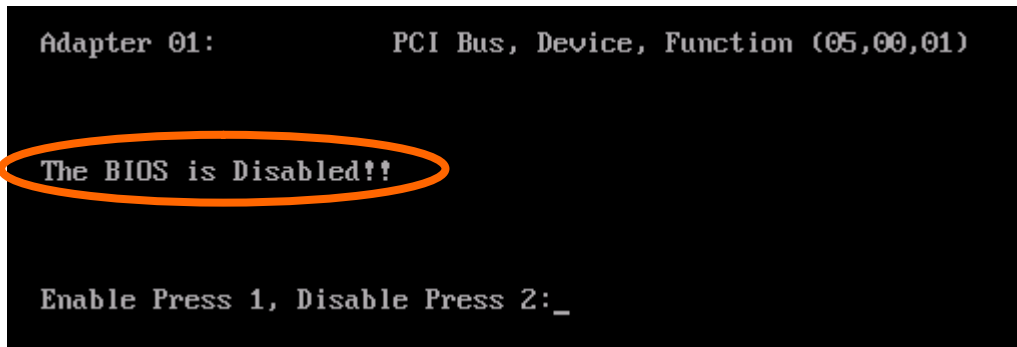 Adapter 01: PCI Bus, Device, Function (05,00,01)
The BIOS is Disabled!!
Enable Press 1, Disable Press 2:_